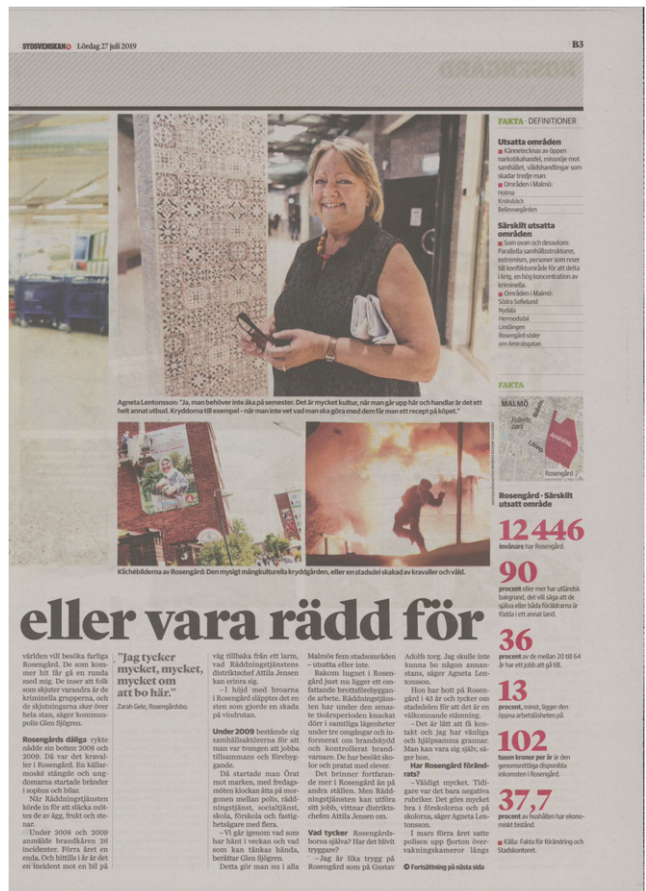 SYDSVENSKAN Lördag 27 juli 2019
B3
ROSENGÅRD
Agneta Lentonsson: "Ja, man behöver inte åka på semester. Det är mycket kultur, när man går upp här och handlar är det ett
helt annat utbud. Kryddorna till exempel – när man inte vet vad man ska göra med dem får man ett recept på köpet."
Klichébilderna av Rosengård: Den mysigt mångkulturella kryddgården, eller en stadsdel skakad av kravaller och våld.
eller vara rädd för
världen vill besöka farliga
Rosengård. De som kom-
mer hit får gå en runda
med mig. De inser att folk
som skjuter varandra är de
kriminella grupperna, och
de skjutningarna sker över
hela stan, säger kommun-
polis Glen Sjögren.
Rosengårds dåliga rykte
nådde sin botten 2008 och
2009. Då var det kraval-
ler i Rosengård. En källar-
moské stängde och ung-
domarna startade bränder
i sophus och bilar.
När Räddningstjänsten
körde in för att släcka möt-
tes de av ägg, frukt och ste-
nar.
Under 2008 och 2009
anmälde brandkåren 26
incidenter. Förra året en
enda. Och hittills i år är det
en incident mot en bil på
"Jag tycker
mycket, mycket,
mycket om
att bo här."
Zarah Gele, Rosengårdsbo.
väg tillbaka från ett larm,
vad Räddningstjänstens
distriktschef Attila Jensen
kan erinra sig.
– I höjd med broarna
i Rosengård släpptes det en
sten som gjorde en skada
på vindrutan.
Under 2009 bestämde sig
samhällsaktörerna för att
man var tvungen att jobba
tillsammans och förebyg-
gande.
Då startade man Örat
mot marken, med fredags-
möten klockan åtta på mor-
gonen mellan polis, rädd-
ningstjänst, socialtjänst,
skola, förskola och fastig-
hetsägare med flera.
– Vi går igenom vad som
har hänt i veckan och vad
som kan tänkas hända,
berättar Glen Sjögren.
Detta gör man nu i alla
Malmös fem stadsområden
– utsatta eller inte.
Bakom lugnet i Rosen-
gård just nu ligger ett om-
fattande brottsförebyggan-
de arbete. Räddningstjäns-
ten har under den senas-
te tioårsperioden knackat
dörr i samtliga lägenheter
under tre omgångar och in-
formerat om brandskydd
och kontrollerat brand-
varnare. De har besökt sko-
lor och pratat med elever.
Det brinner fortfaran-
de mer i Rosengård än på
andra ställen. Men Rädd-
ningstjänsten kan utföra
sitt jobb, vittnar distrikts-
chefen Attila Jensen om.
Vad tycker Rosengårds-
borna själva? Har det blivit
tryggare?
– Jag är lika trygg på
Rosengård som på Gustav
Adolfs torg. Jag skulle inte
kunna bo någon annan-
stans, säger Agneta Len-
tonsson.
Hon har bott på Rosen-
gård i 43 år och tycker om
stadsdelen för att det är en
välkomnande stämning.
– Det är lätt att få kon-
takt och jag har vänliga
och hjälpsamma grannar.
Man kan vara sig själv, sä-
ger hon.
Har Rosengård föränd-
rats?
– Väldigt mycket. Tidi-
gare var det bara negativa
rubriker. Det görs mycket
bra i förskolorna och på
skolorna, säger Agneta Len-
tonsson.
I mars förra året satte
polisen upp fjorton över-
vakningskameror längs
Fortsättning på nästa sida
FAKTA · DEFINITIONER
Utsatta områden
Kännetecknas av öppen
narkotikahandel, missnöje mot
samhället, våldshandlingar som
skadar tredje man.
Områden i Malmö:
Holma
Kroksbäck
Bellevuegården
Särskilt utsatta
områden
Som ovan och dessutom:
Parallella samhällsstrukturer,
extremism, personer som reser
till konfliktområde för att delta
i krig, en hög koncentration av
kriminella.
Områden i Malmö:
Södra Sofielund
Nydala
Hermodsdal
Lindängen
Rosengård söder
om Amiralsgatan
FAKTA
MALMÖ
Folkets
park
Amiralsg.
Rosengård
Rosengård · Särskilt
utsatt område
12 446
invånare har Rosengård.
90
procent eller mer har utländsk
bakgrund, det vill säga att de
själva eller båda föräldrarna är
födda i ett annat land.
36
procent av de mellan 20 till 64
år har ett jobb att gå till.
13
procent, minst, ligger den
öppna arbetslösheten på.
102
tusen kronor per år är den
genomsnittliga disponibla
inkomsten i Rosengård.
37,7
procent av hushållen har ekono-
miskt bistånd.
Källa: Fakta för förändring och
Stadskontoret.